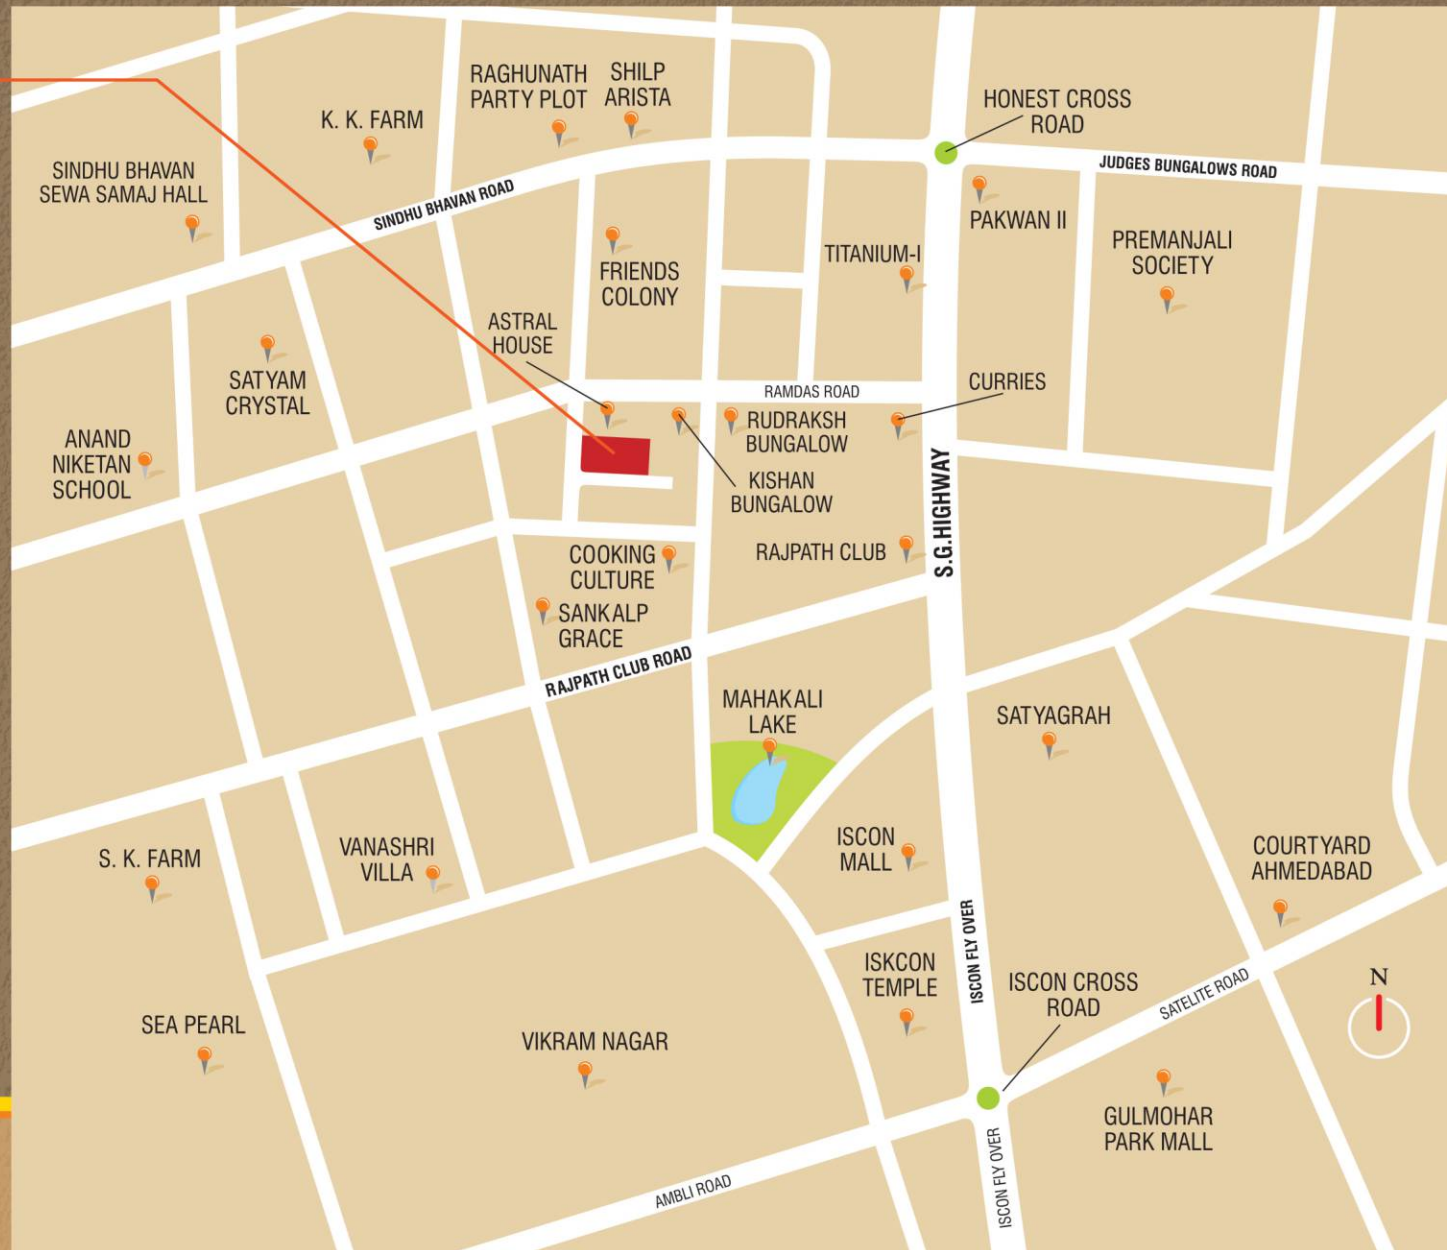 RAGHUNATH
PARTY PLOT
SHILP
ARISTA
HONEST CROSS
ROAD
K. K. FARM
SINDHU BHAVAN
SEWA SAMAJ HALL
SINDHU BHAVAN ROAD
JUDGES BUNGALOWS ROAD
PAKWAN II
PREMANJALI
SOCIETY
TITANIUM-I
FRIENDS
COLONY
ASTRAL
HOUSE
SATYAM
CRYSTAL
RAMDAS ROAD
CURRIES
RUDRAKSH
BUNGALOW
ANAND
NIKETAN
SCHOOL
KISHAN
BUNGALOW
S.G.HIGHWAY
COOKING
CULTURE
RAJPATH CLUB
SANKALP
GRACE
RAJPATH CLUB ROAD
MAHAKALI
LAKE
SATYAGRAH
S. K. FARM
VANASHRI
VILLA
ISCON
MALL
COURTYARD
AHMEDABAD
ISCON FLY OVER
ISKCON
TEMPLE
ISCON CROSS
ROAD
SATELITE ROAD
N
SEA PEARL
VIKRAM NAGAR
GULMOHAR
PARK MALL
AMBLI ROAD
ISCON FLY OVER